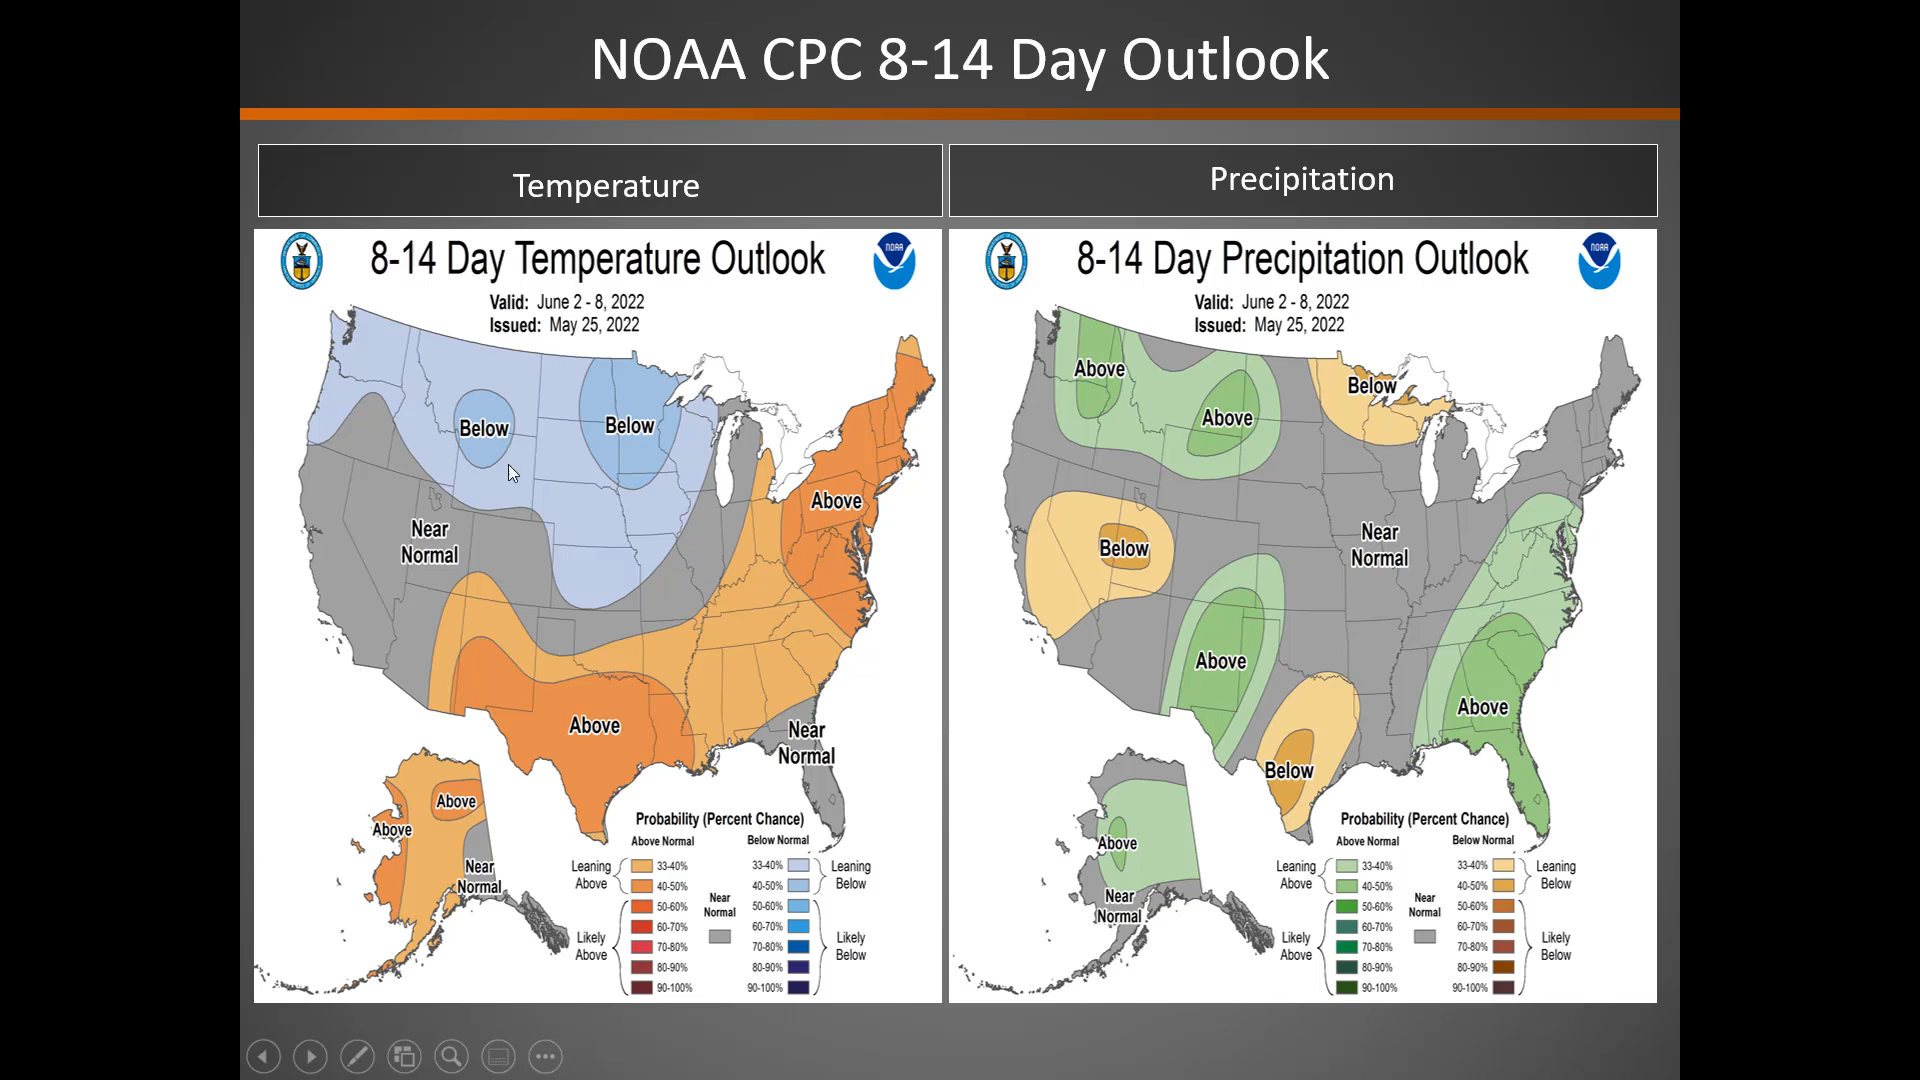 NOAA CPC 8-14 Day Outlook
Temperature
Precipitation
NOAA
8-14 Day Temperature Outlook
Valid: June 2 - 8, 2022
Issued: May 25, 2022
Below
Below
Above
Near
Normal
Above
Near
Normal
Above
Above
Near
Normal
Probability (Percent Chance)
Above Normal
Below Normal
Leaning
Above
33-40%
40-50%
50-60%
60-70%
70-80%
80-90%
90-100%
Likely
Above
Near
Normal
33-40%
40-50%
50-60%
60-70%
70-80%
80-90%
90-100%
Leaning
Below
Likely
Below
NOAA
8-14 Day Precipitation Outlook
Valid: June 2 - 8, 2022
Issued: May 25, 2022
Above
Above
Below
Below
Near
Normal
Above
Above
Below
Above
Near
Normal
Probability (Percent Chance)
Above Normal
Below Normal
Leaning
Above
33-40%
40-50%
50-60%
60-70%
70-80%
80-90%
90-100%
Likely
Above
Near
Normal
33-40%
40-50%
50-60%
60-70%
70-80%
80-90%
90-100%
Leaning
Below
Likely
Below